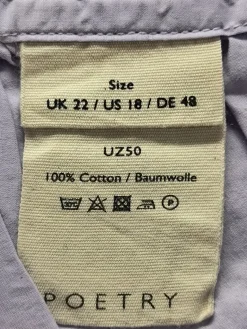 Size
UK 22 / US 18 / DE 48
UZ50
100% Cotton / Baumwolle
POETRY